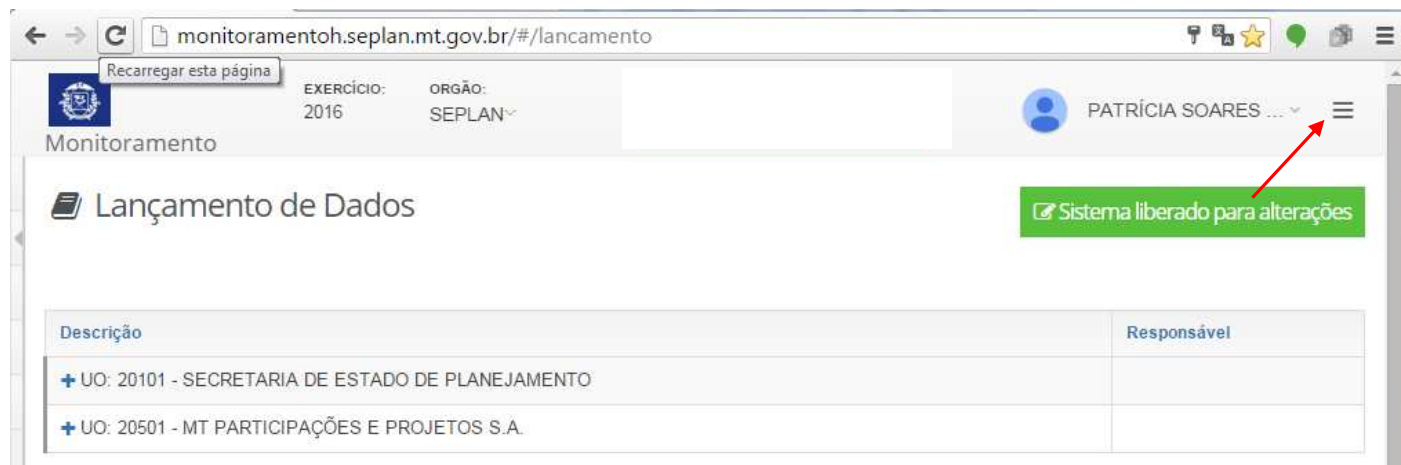 monitoramentoh.seplan.mt.gov.br/#/lancamento
Recarregar esta página
EXERCÍCIO:
2016
ORGÃO:
SEPLAN
PATRÍCIA SOARES ...
Monitoramento
Lançamento de Dados
Sistema liberado para alterações
Descrição
Responsável
+ UO: 20101 - SECRETARIA DE ESTADO DE PLANEJAMENTO
+ UO: 20501 - MT PARTICIPAÇÕES E PROJETOS S.A.